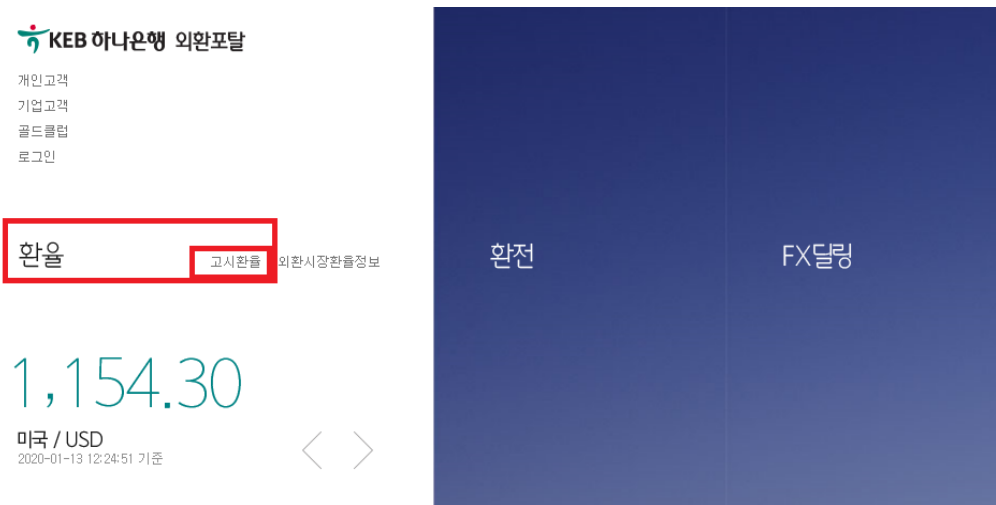 KEB 하나은행 외환포탈
개인고객
기업고객
골드클럽
로그인
환율 고시환율 외환시장환율정보
환전
FX딜링
1,154.30
미국 / USD
2020-01-13 12:24:51 기준